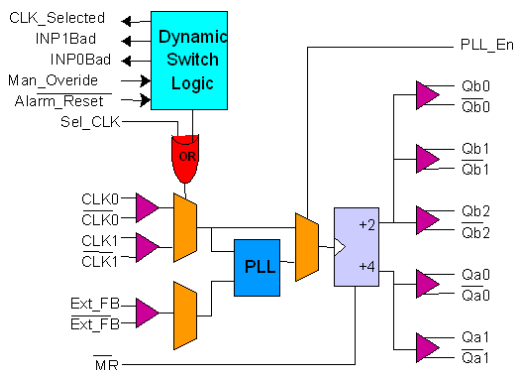 CLK_Selected
INP1Bad
INP0Bad
Man_Overide
Alarm_Reset
Sel_CLK
Dynamic
Switch
Logic
OR
PLL_En
CLK0
CLK0
CLK1
CLK1
PLL
Ext_FB
Ext_FB
MR
+2
+4
Qb0
Qb0
Qb1
Qb1
Qb2
Qb2
Qa0
Qa0
Qa1
Qa1